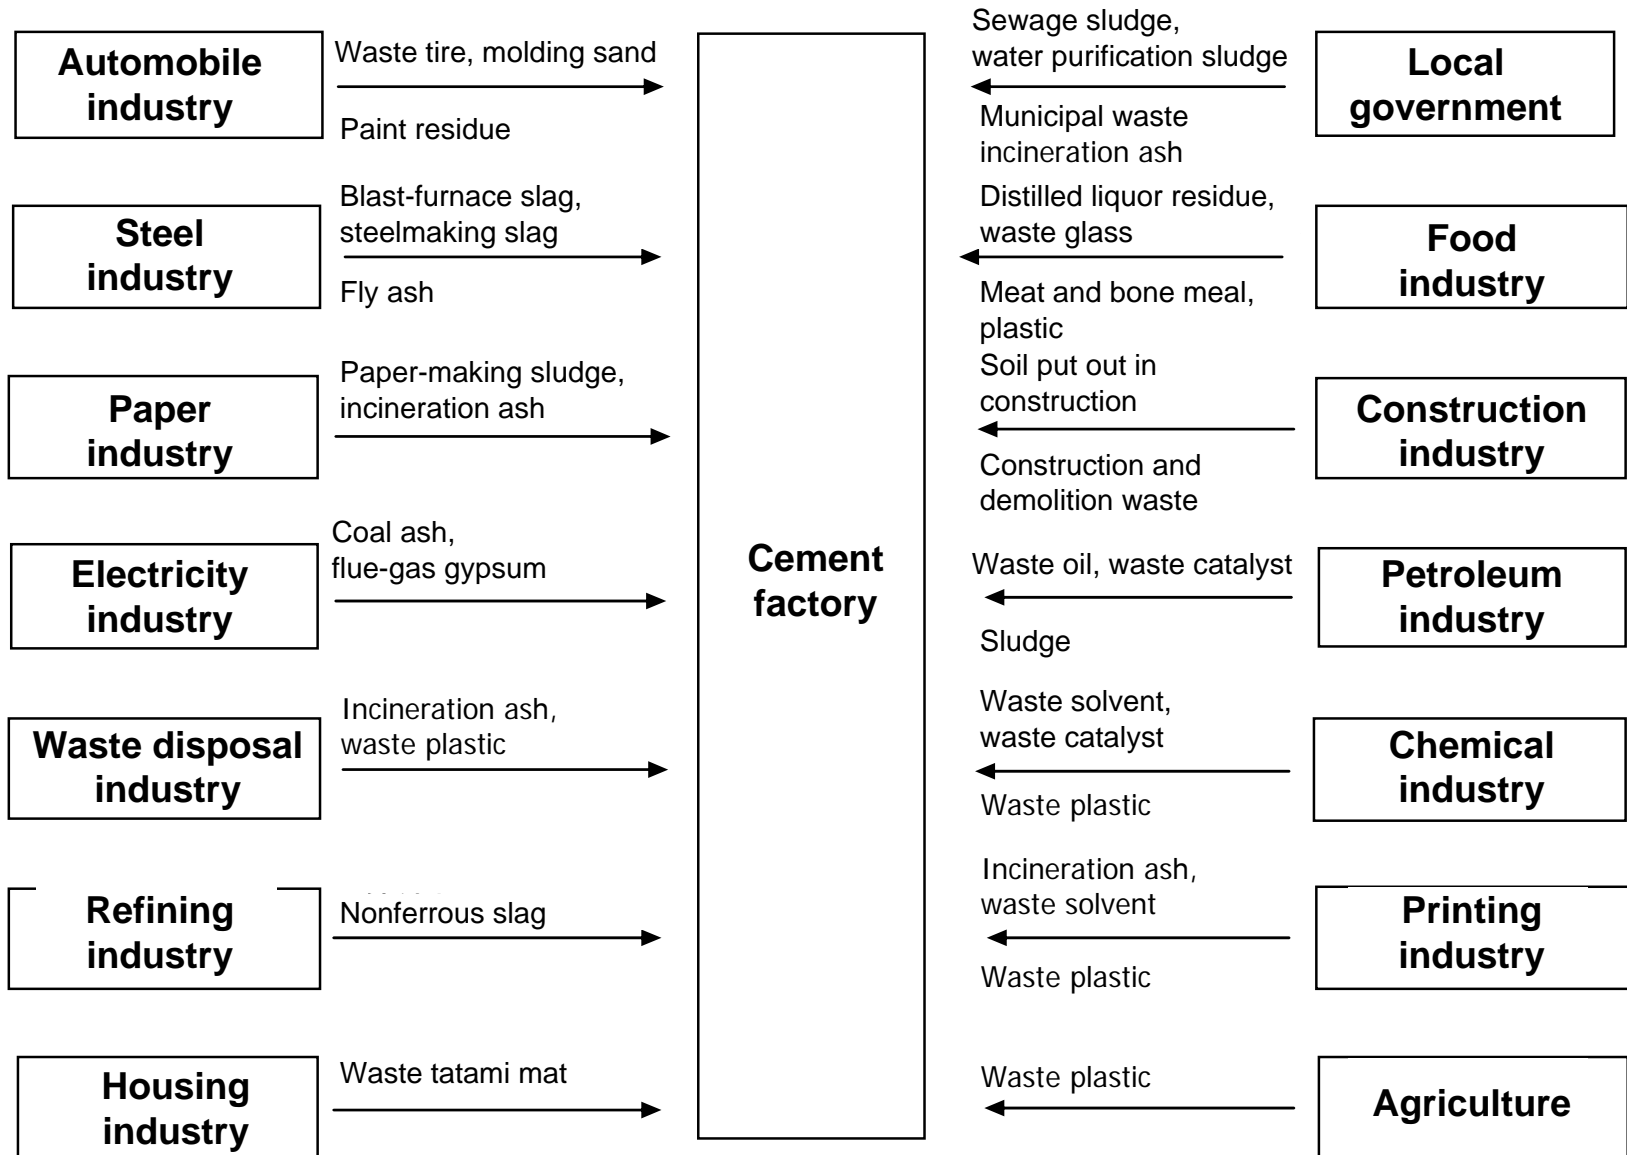 Automobile
industry
Waste tire, molding sand
Paint residue
Steel
industry
Blast-furnace slag,
steelmaking slag
Fly ash
Paper
industry
Paper-making sludge,
incineration ash
Electricity
industry
Coal ash,
flue-gas gypsum
Waste disposal
industry
Incineration ash,
waste plastic
Refining
industry
Nonferrous slag
Housing
industry
Waste tatami mat
Cement
factory
Sewage sludge,
water purification sludge
Municipal waste
incineration ash
Local
government
Distilled liquor residue,
waste glass
Meat and bone meal,
plastic
Food
industry
Soil put out in
construction
Construction and
demolition waste
Construction
industry
Waste oil, waste catalyst
Sludge
Petroleum
industry
Waste solvent,
waste catalyst
Waste plastic
Chemical
industry
Incineration ash,
waste solvent
Waste plastic
Printing
industry
Waste plastic
Agriculture